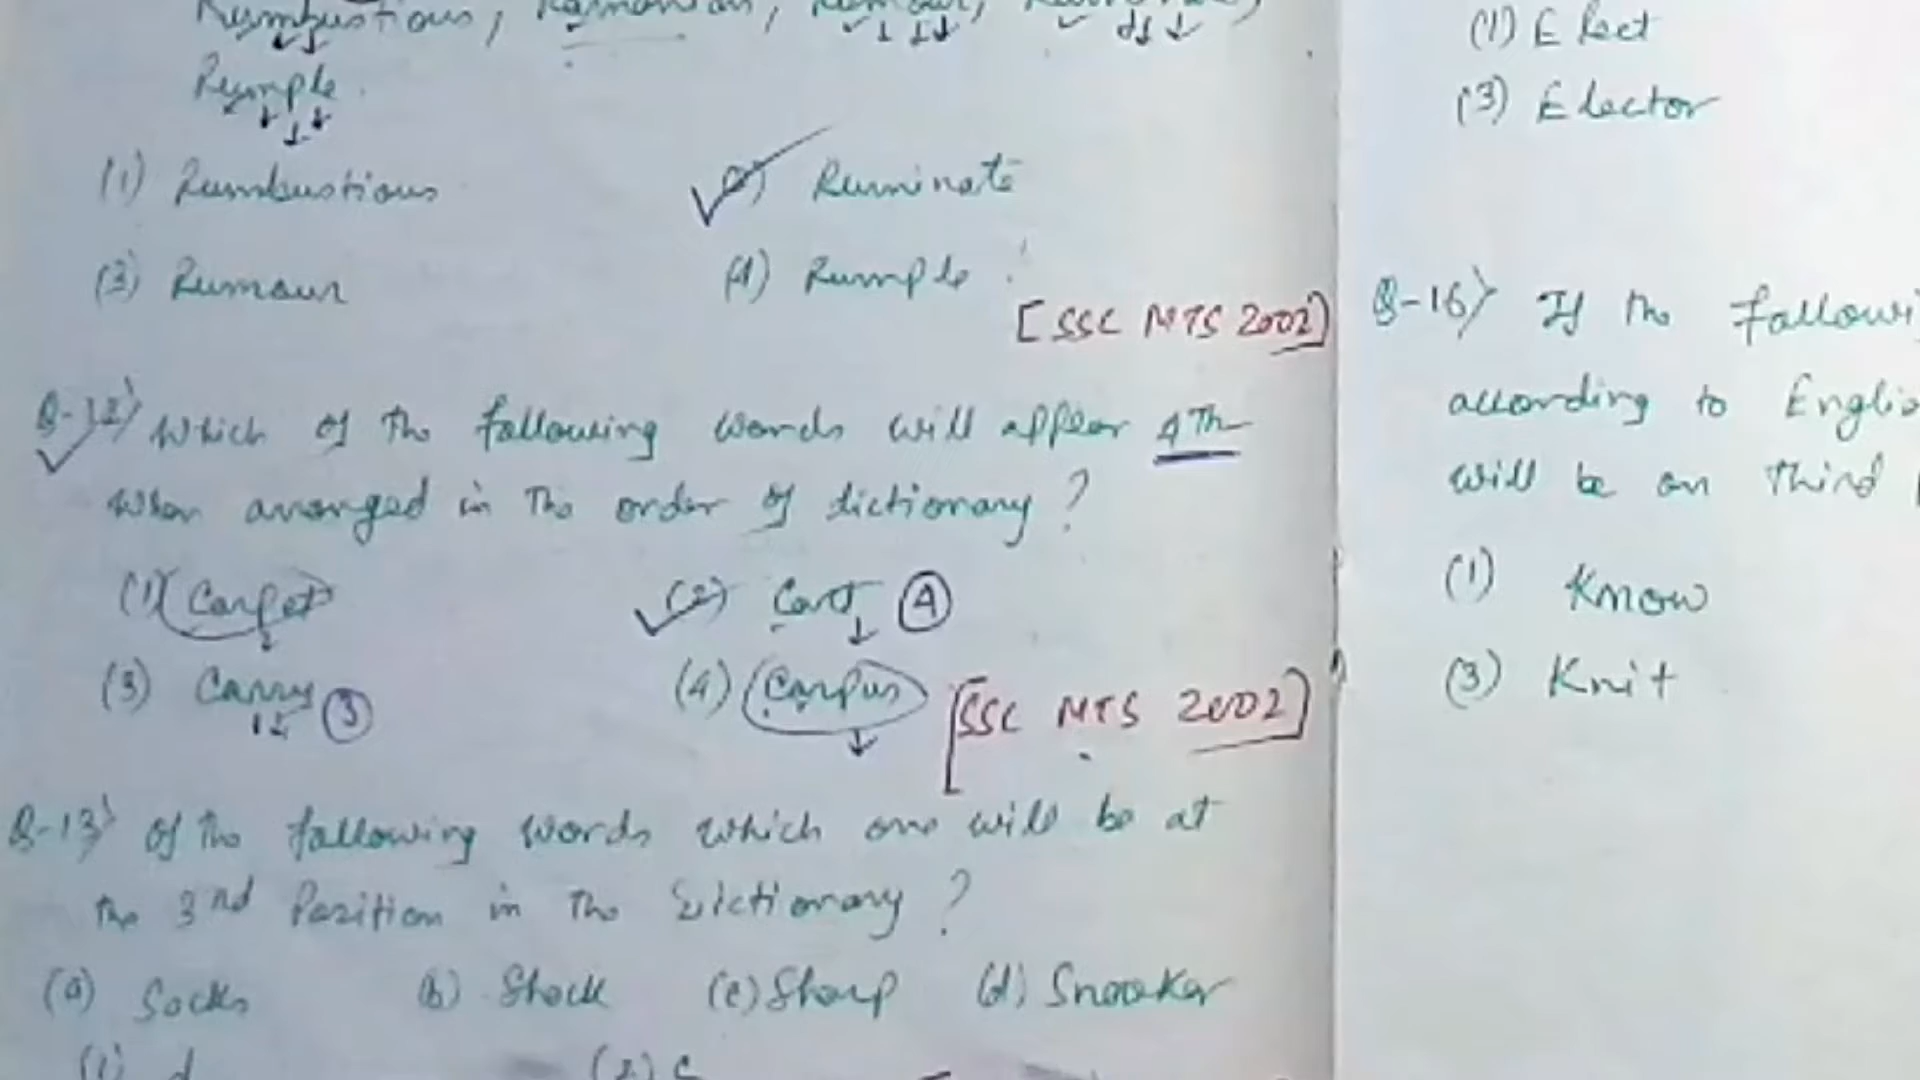 Rumbustious,
Rumple.
(1) Rumbustious
(2) Ruminate
(3) Rumour
(4) Rumple
[SSC MTS 2002]
Q-12) Which of the following words will appear 4Th
when arranged in the order of dictionary?
(1) Carpet
(2) Cart (4)
(3) Carry (3)
(4) Carpus
[SSC MTS 2002]
Q-13) Of the following words which one will be at
the 3nd Position in the Dictionary?
(a) Socks (b) Shock (c) Sharp (d) Snooker
(1) d (2) c
(1) Elect
(3) Elector
Q-16) If the followi
according to Englis
will be on Third
(1) Know
(3) Knit